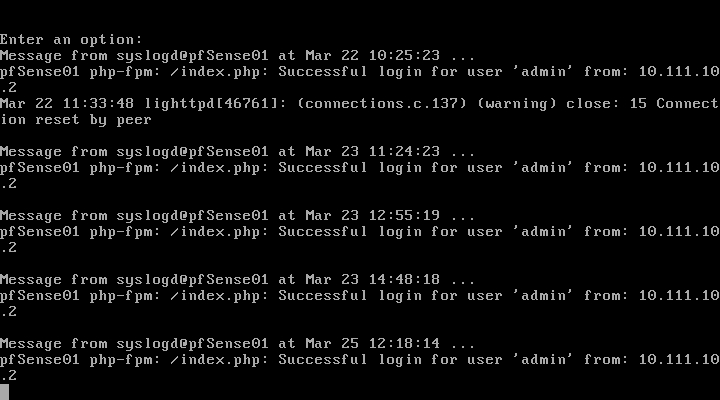 Enter an option:
Message from syslogd@pfSense01 at Mar 22 10:25:23 ...
pfSense01 php-fpm: /index.php: Successful login for user 'admin' from: 10.111.10
.2
Mar 22 11:33:48 lighttpd[46761]: (connections.c.137) (warning) close: 15 Connect
ion reset by peer
Message from syslogd@pfSense01 at Mar 23 11:24:23 ...
pfSense01 php-fpm: /index.php: Successful login for user 'admin' from: 10.111.10
.2
Message from syslogd@pfSense01 at Mar 23 12:55:19 ...
pfSense01 php-fpm: /index.php: Successful login for user 'admin' from: 10.111.10
.2
Message from syslogd@pfSense01 at Mar 23 14:48:18 ...
pfSense01 php-fpm: /index.php: Successful login for user 'admin' from: 10.111.10
.2
Message from syslogd@pfSense01 at Mar 25 12:18:14 ...
pfSense01 php-fpm: /index.php: Successful login for user 'admin' from: 10.111.10
.2